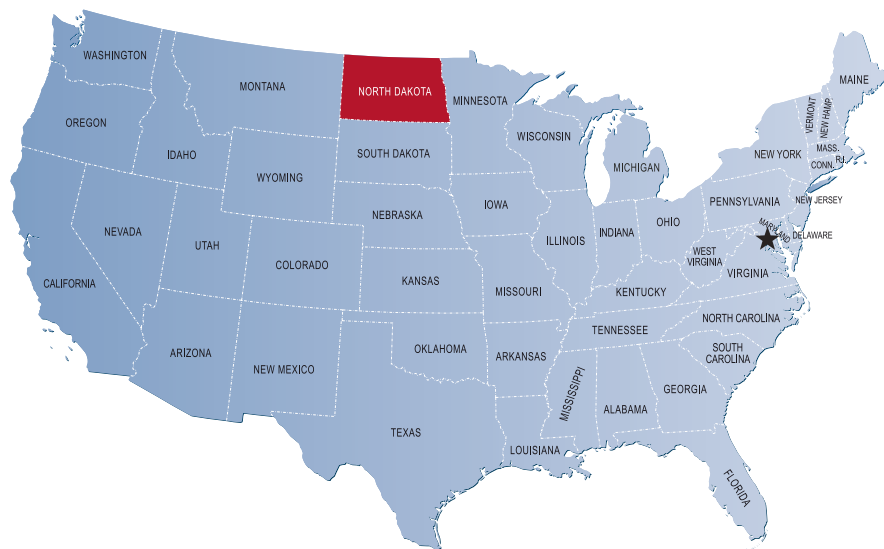 WASHINGTON
MONTANA
NORTH DAKOTA
MINNESOTA
MAINE
OREGON
IDAHO
WYOMING
SOUTH DAKOTA
WISCONSIN
MICHIGAN
NEW YORK
VERMONT
NEW HAMP.
MASS.
CONN.
R.I.
NEVADA
UTAH
COLORADO
NEBRASKA
IOWA
ILLINOIS
INDIANA
OHIO
PENNSYLVANIA
NEW JERSEY
MARYLAND
DELAWARE
WEST
VIRGINIA
VIRGINIA
CALIFORNIA
KANSAS
MISSOURI
KENTUCKY
NORTH CAROLINA
TENNESSEE
SOUTH
CAROLINA
ARIZONA
NEW MEXICO
OKLAHOMA
ARKANSAS
MISSISSIPPI
ALABAMA
GEORGIA
TEXAS
LOUISIANA
FLORIDA